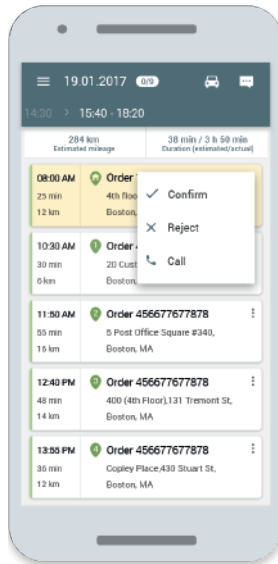 19.01.2017 0/9
14:30 > 15:40 - 18:20
284 km 38 min / 3 h 50 min
Estimated mileage Duration (estimated/actual)
08:00 AM Order
25 min 4th floo
12 km Boston,
Confirm
Reject
Call
10:30 AM 1 Order
30 min 20 Cust
6 km Boston,
11:50 AM 2 Order 456677677878
55 min 5 Post Office Square #340,
15 km Boston, MA
12:40 PM 3 Order 456677677878
48 min 400 (4th Floor),131 Tremont St,
14 km Boston, MA
13:55 PM 4 Order 456677677878
36 min Copley Place,430 Stuart St,
12 km Boston, MA